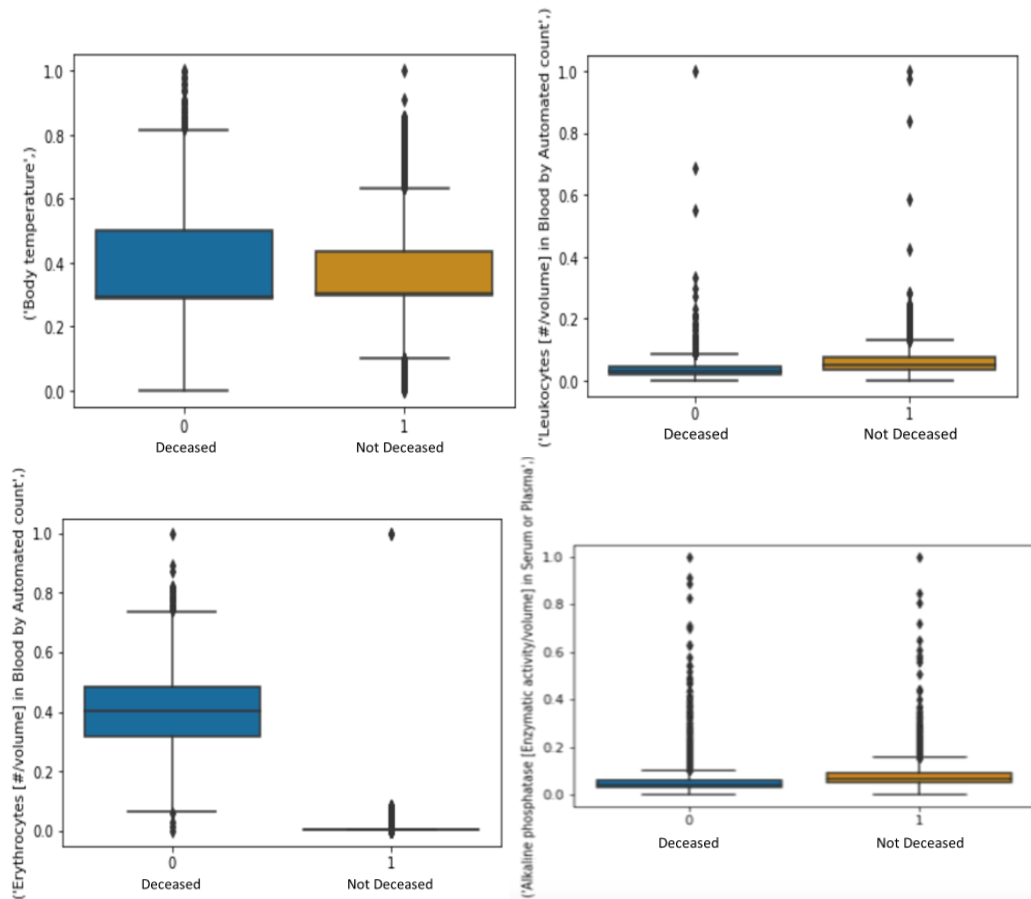 ('Body temperature',)
1.0
0.8
0.6
0.4
0.2
0.0
0
1
Deceased
Not Deceased
('Leukocytes [#/volume] in Blood by Automated count',)
1.0
0.8
0.6
0.4
0.2
0.0
0
1
Deceased
Not Deceased
('Erythrocytes [#/volume] in Blood by Automated count',)
1.0
0.8
0.6
0.4
0.2
0.0
0
1
Deceased
Not Deceased
('Alkaline phosphatase [Enzymatic activity/volume] in Serum or Plasma',)
1.0
0.8
0.6
0.4
0.2
0.0
0
1
Deceased
Not Deceased